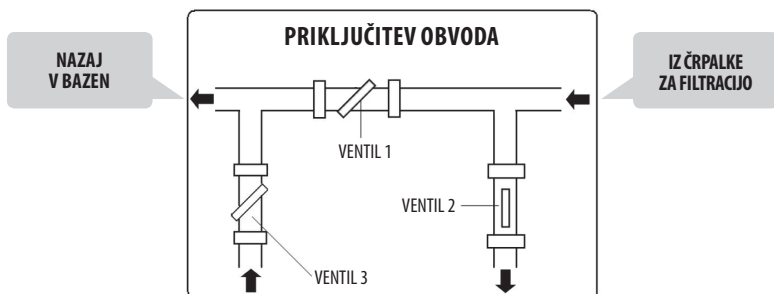 PRIKLJUČITEV OBVODA
NAZAJ
V BAZEN
IZ ČRPALKE
ZA FILTRACIJO
VENTIL 1
VENTIL 2
VENTIL 3